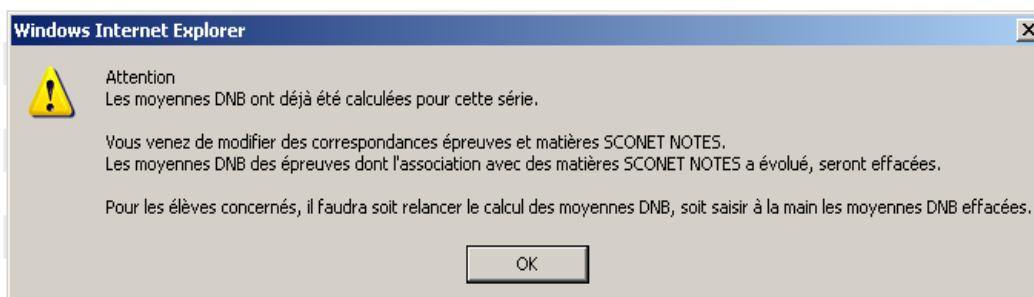 Windows Internet Explorer
Attention
Les moyennes DNB ont déjà été calculées pour cette série.
Vous venez de modifier des correspondances épreuves et matières SCONET NOTES.
Les moyennes DNB des épreuves dont l'association avec des matières SCONET NOTES a évolué, seront effacées.
Pour les élèves concernés, il faudra soit relancer le calcul des moyennes DNB, soit saisir à la main les moyennes DNB effacées.
OK